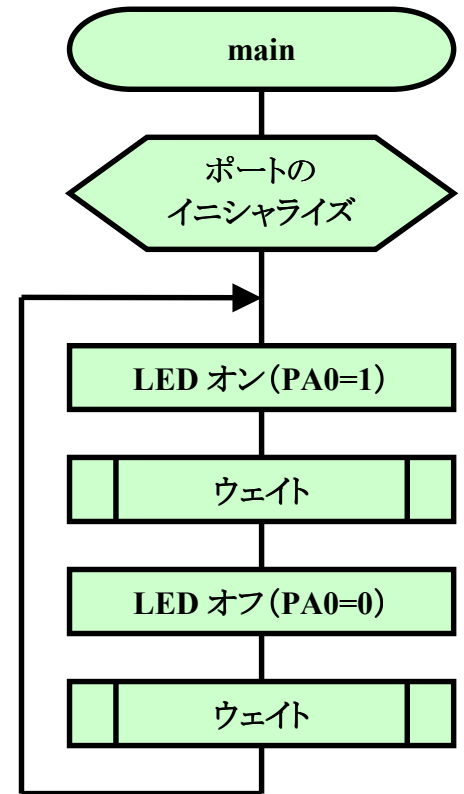 main
ポートの
イニシャライズ
LED オン（PA0=1）
ウェイト
LED オフ（PA0=0）
ウェイト